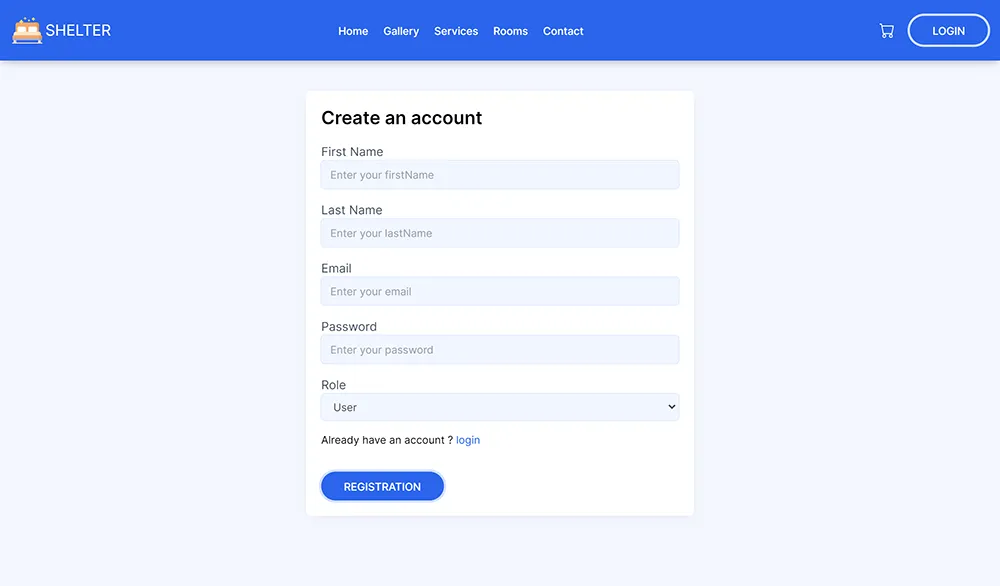 SHELTER
Home Gallery Services Rooms Contact
LOGIN
Create an account
First Name
Enter your firstName
Last Name
Enter your lastName
Email
Enter your email
Password
Enter your password
Role
User
Already have an account ? login
REGISTRATION